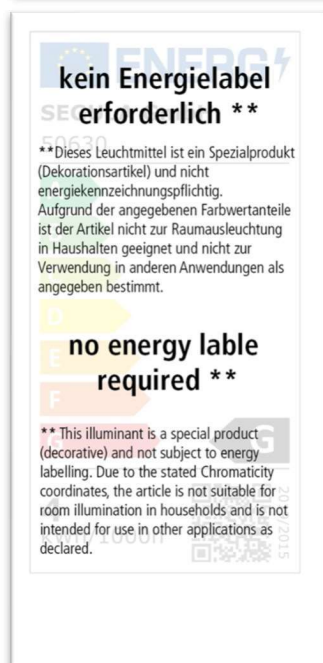 ENERG
kein Energielabel
erforderlich **
50630
**Dieses Leuchtmittel ist ein Spezialprodukt
(Dekorationsartikel) und nicht
energiekennzeichnungspflichtig.
Aufgrund der angegebenen Farbwertanteile
ist der Artikel nicht zur Raumausleuchtung
in Haushalten geeignet und nicht zur
Verwendung in anderen Anwendungen als
angegeben bestimmt.
D
no energy lable
E
required **
F
G
** This illuminant is a special product
G
(decorative) and not subject to energy
labelling. Due to the stated Chromaticity
coordinates, the article is not suitable for
room illumination in households and is not
intended for use in other applications as
declared.
kWh/1000h